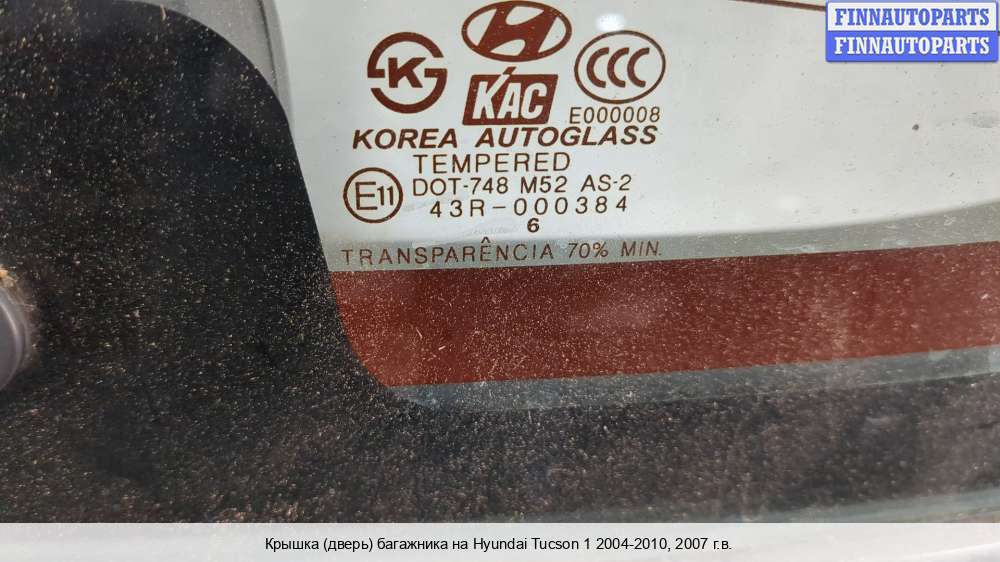 FINNAUTOPARTS
FINNAUTOPARTS
K
KAC
CCC
E000008
KOREA AUTOGLASS
TEMPERED
E11
DOT-748 M52 AS-2
43R-000384
6
TRANSPARÊNCIA 70% MIN.
Крышка (дверь) багажника на Hyundai Tucson 1 2004-2010, 2007 г.в.